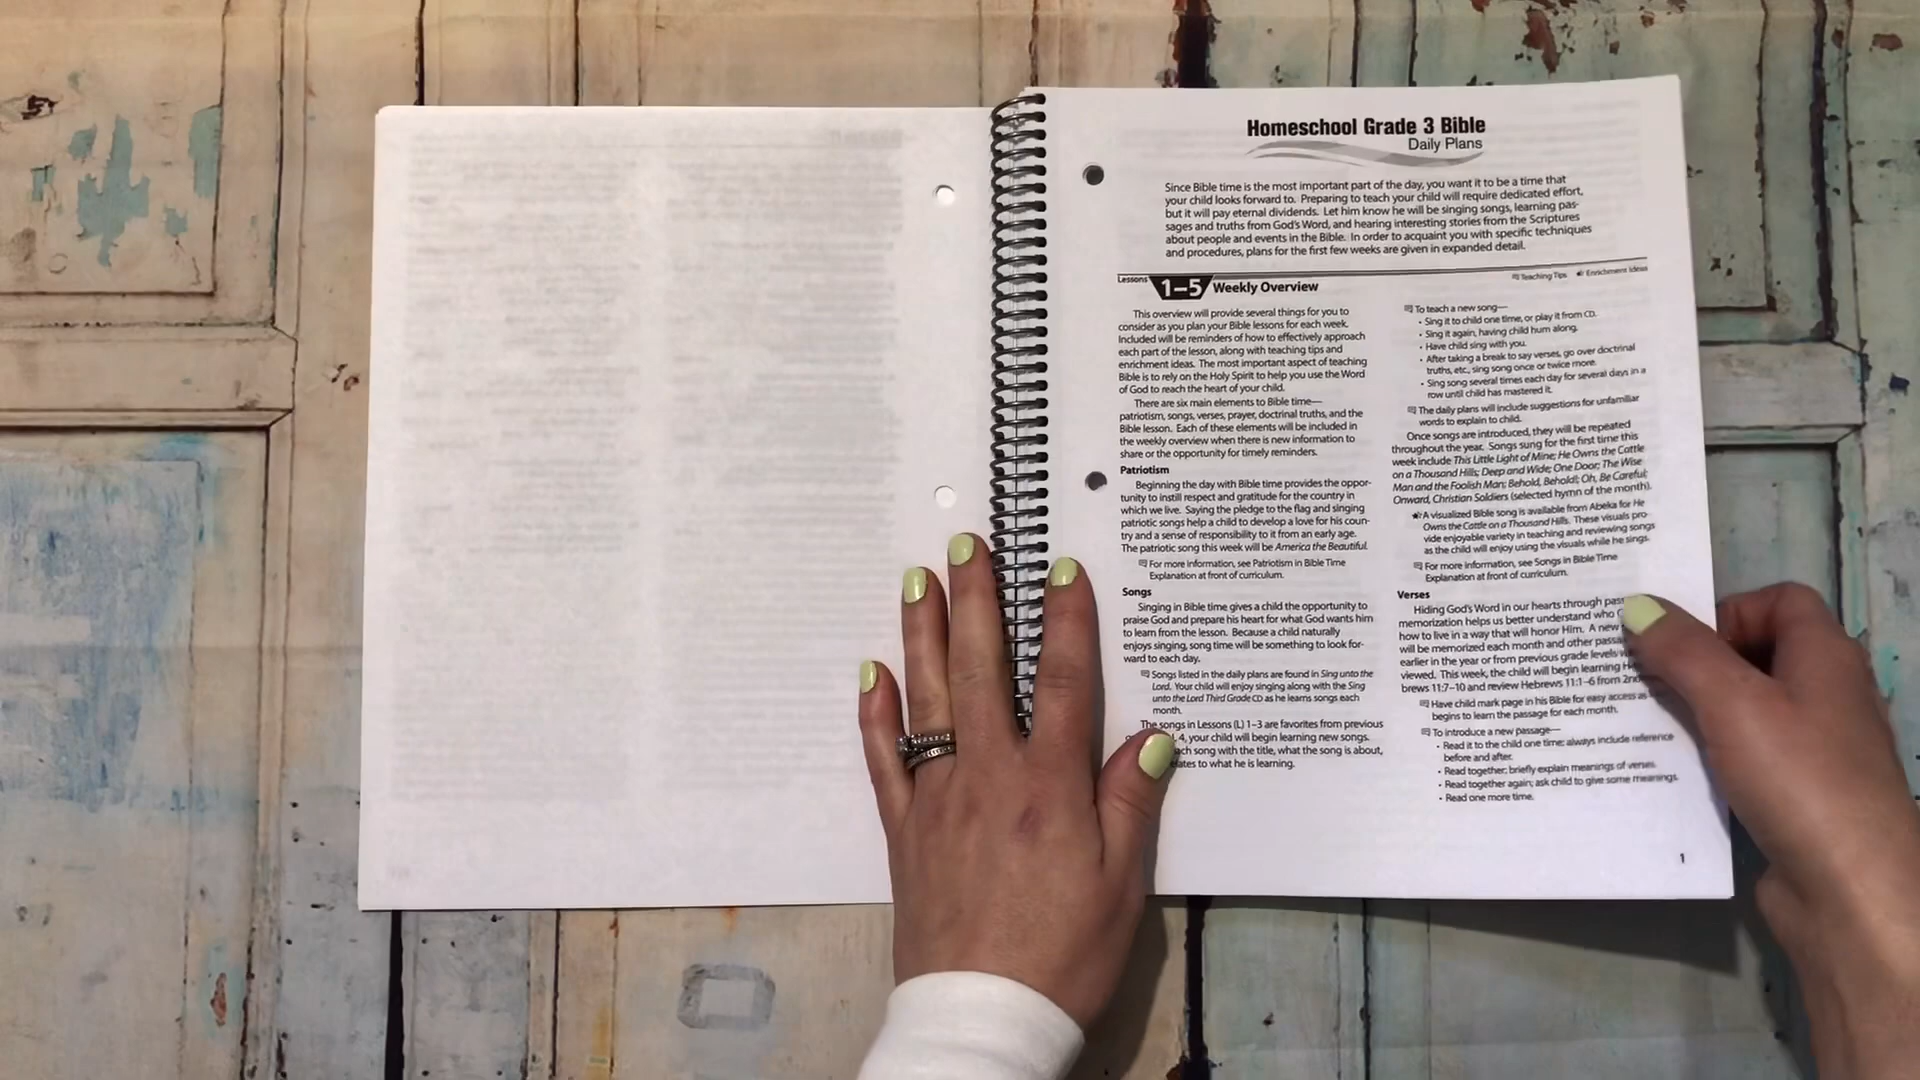 Homeschool Grade 3 Bible
Daily Plans
Since Bible time is the most important part of the day, you want it to be a time that
your child looks forward to. Preparing to teach your child will require dedicated effort,
but it will pay eternal dividends. Let him know he will be singing songs, learning pas-
sages and truths from God's Word, and hearing interesting stories from the Scriptures
about people and events in the Bible. In order to acquaint you with specific techniques
and procedures, plans for the first few weeks are given in expanded detail.
Lessons 1–5 Weekly Overview
Teaching Tips Enrichment Ideas
This overview will provide several things for you to
consider as you plan your Bible lessons for each week.
Included will be reminders of how to effectively approach
each part of the lesson, along with teaching tips and
enrichment ideas. The most important aspect of teaching
Bible is to rely on the Holy Spirit to help you use the Word
of God to reach the heart of your child.
There are six main elements to Bible time—
patriotism, songs, verses, prayer, doctrinal truths, and the
Bible lesson. Each of these elements will be included in
the weekly overview when there is new information to
share or the opportunity for timely reminders.
Patriotism
Beginning the day with Bible time provides the oppor-
tunity to instill respect and gratitude for the country in
which we live. Saying the pledge to the flag and singing
patriotic songs help a child to develop a love for his coun-
try and a sense of responsibility to it from an early age.
The patriotic song this week will be America the Beautiful.
For more information, see Patriotism in Bible Time
Explanation at front of curriculum.
Songs
Singing in Bible time gives a child the opportunity to
praise God and prepare his heart for what God wants him
to learn from the lesson. Because a child naturally
enjoys singing, song time will be something to look for-
ward to each day.
Songs listed in the daily plans are found in Sing unto the
Lord. Your child will enjoy singing along with the Sing
unto the Lord Third Grade CD as he learns songs each
month.
The songs in Lessons (L) 1–3 are favorites from previous
4, your child will begin learning new songs.
song with the title, what the song is about,
to what he is learning.
To teach a new song—
• Sing it to child one time, or play it from CD.
• Sing it again, having child hum along.
• Have child sing with you.
• After taking a break to say verses, go over doctrinal
truths, etc., sing song once or twice more.
• Sing song several times each day for several days in a
row until child has mastered it.
The daily plans will include suggestions for unfamiliar
words to explain to child.
Once songs are introduced, they will be repeated
throughout the year. Songs sung for the first time this
week include This Little Light of Mine; He Owns the Cattle
on a Thousand Hills; Deep and Wide; One Door; The Wise
Man and the Foolish Man; Behold, Behold!; Oh, Be Careful;
Onward, Christian Soldiers (selected hymn of the month).
A visualized Bible song is available from Abeka for He
Owns the Cattle on a Thousand Hills. These visuals pro-
vide enjoyable variety in teaching and reviewing songs
as the child will enjoy using the visuals while he sings.
For more information, see Songs in Bible Time
Explanation at front of curriculum.
Verses
Hiding God's Word in our hearts through
memorization helps us better understand who
how to live in a way that will honor Him. A new
will be memorized each month and other
earlier in the year or from previous grade levels
viewed. This week, the child will begin learning
brews 11:7–10 and review Hebrews 11:1–6 from
Have child mark page in his Bible for easy access as
begins to learn the passage for each month.
To introduce a new passage—
• Read it to the child one time; always include reference
before and after.
• Read together; briefly explain meanings of verses.
• Read together again; ask child to give some meanings.
• Read one more time.
1